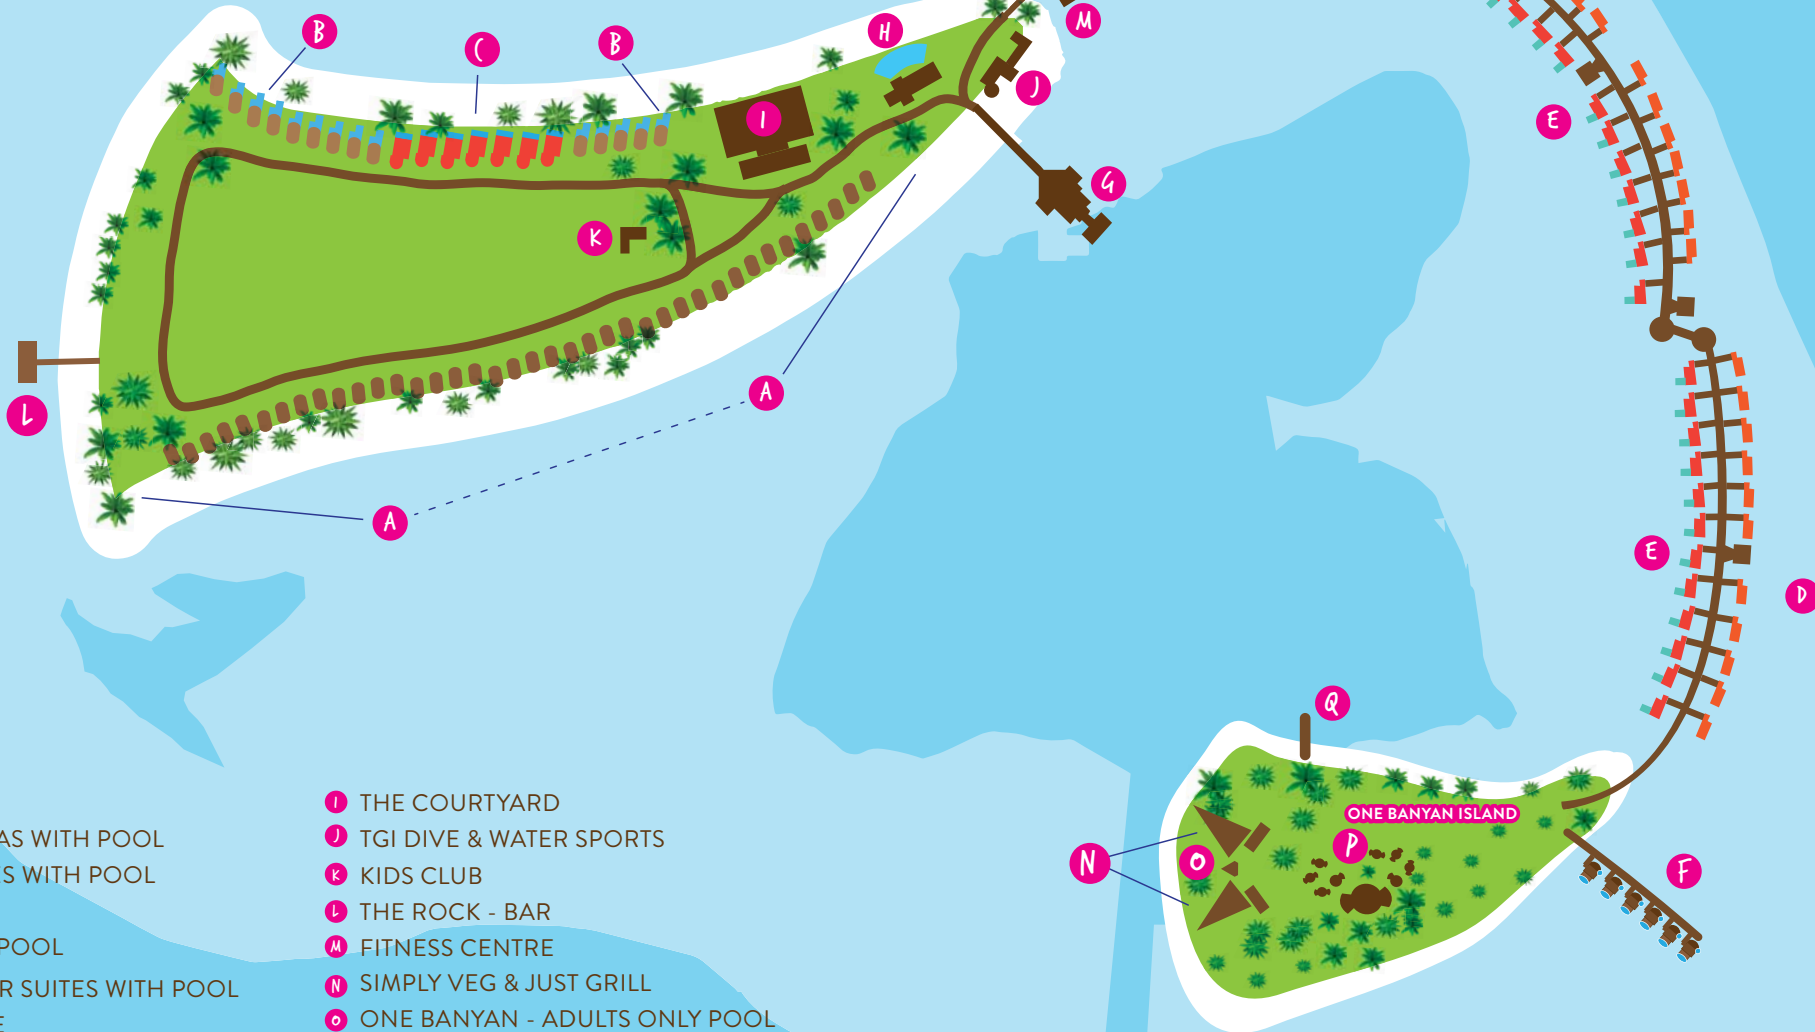 B
C
B
H
M
I
J
E
G
K
A
L
A
E
D
Q
ONE BANYAN ISLAND
P
N
O
F
I THE COURTYARD
AS WITH POOL
J TGI DIVE & WATER SPORTS
S WITH POOL
K KIDS CLUB
L THE ROCK - BAR
POOL
M FITNESS CENTRE
R SUITES WITH POOL
N SIMPLY VEG & JUST GRILL
O ONE BANYAN - ADULTS ONLY POOL